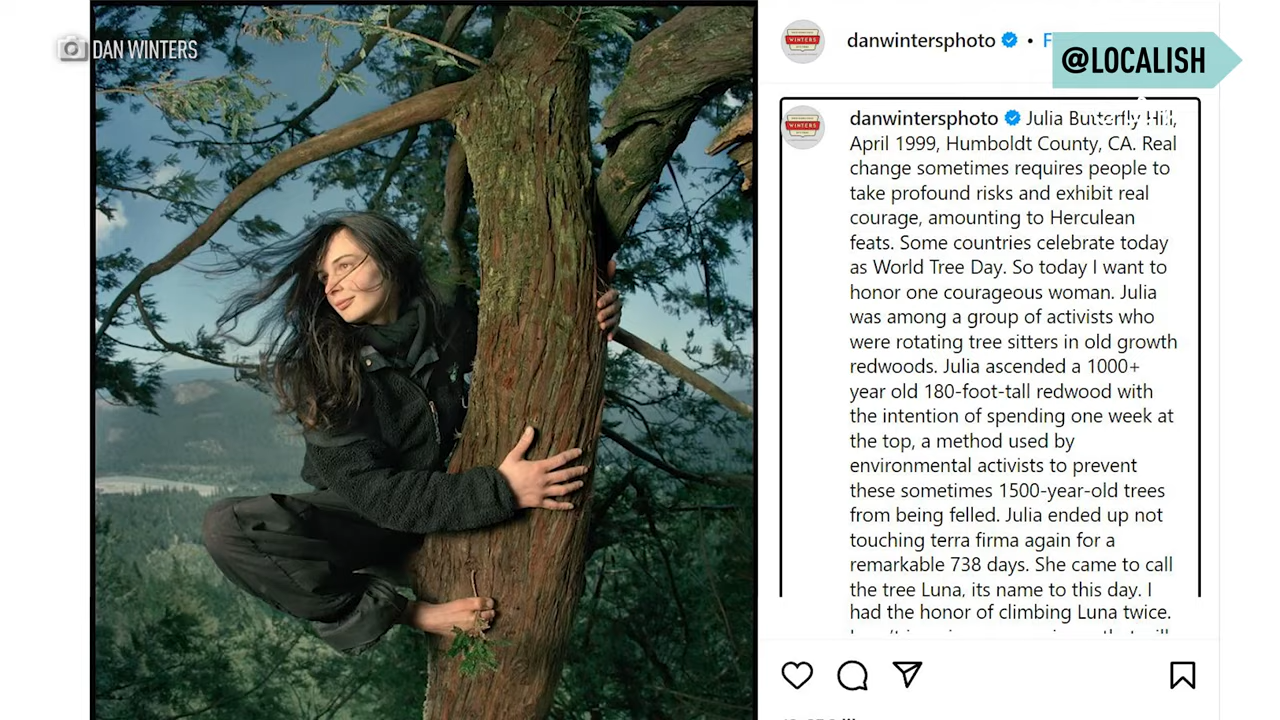 DAN WINTERS
danwintersphoto •
@LOCALISH
WINTERS
WINTERS
danwintersphoto Julia Butterfly Hill,
April 1999, Humboldt County, CA. Real
change sometimes requires people to
take profound risks and exhibit real
courage, amounting to Herculean
feats. Some countries celebrate today
as World Tree Day. So today I want to
honor one courageous woman. Julia
was among a group of activists who
were rotating tree sitters in old growth
redwoods. Julia ascended a 1000+
year old 180-foot-tall redwood with
the intention of spending one week at
the top, a method used by
environmental activists to prevent
these sometimes 1500-year-old trees
from being felled. Julia ended up not
touching terra firma again for a
remarkable 738 days. She came to call
the tree Luna, its name to this day. I
had the honor of climbing Luna twice.